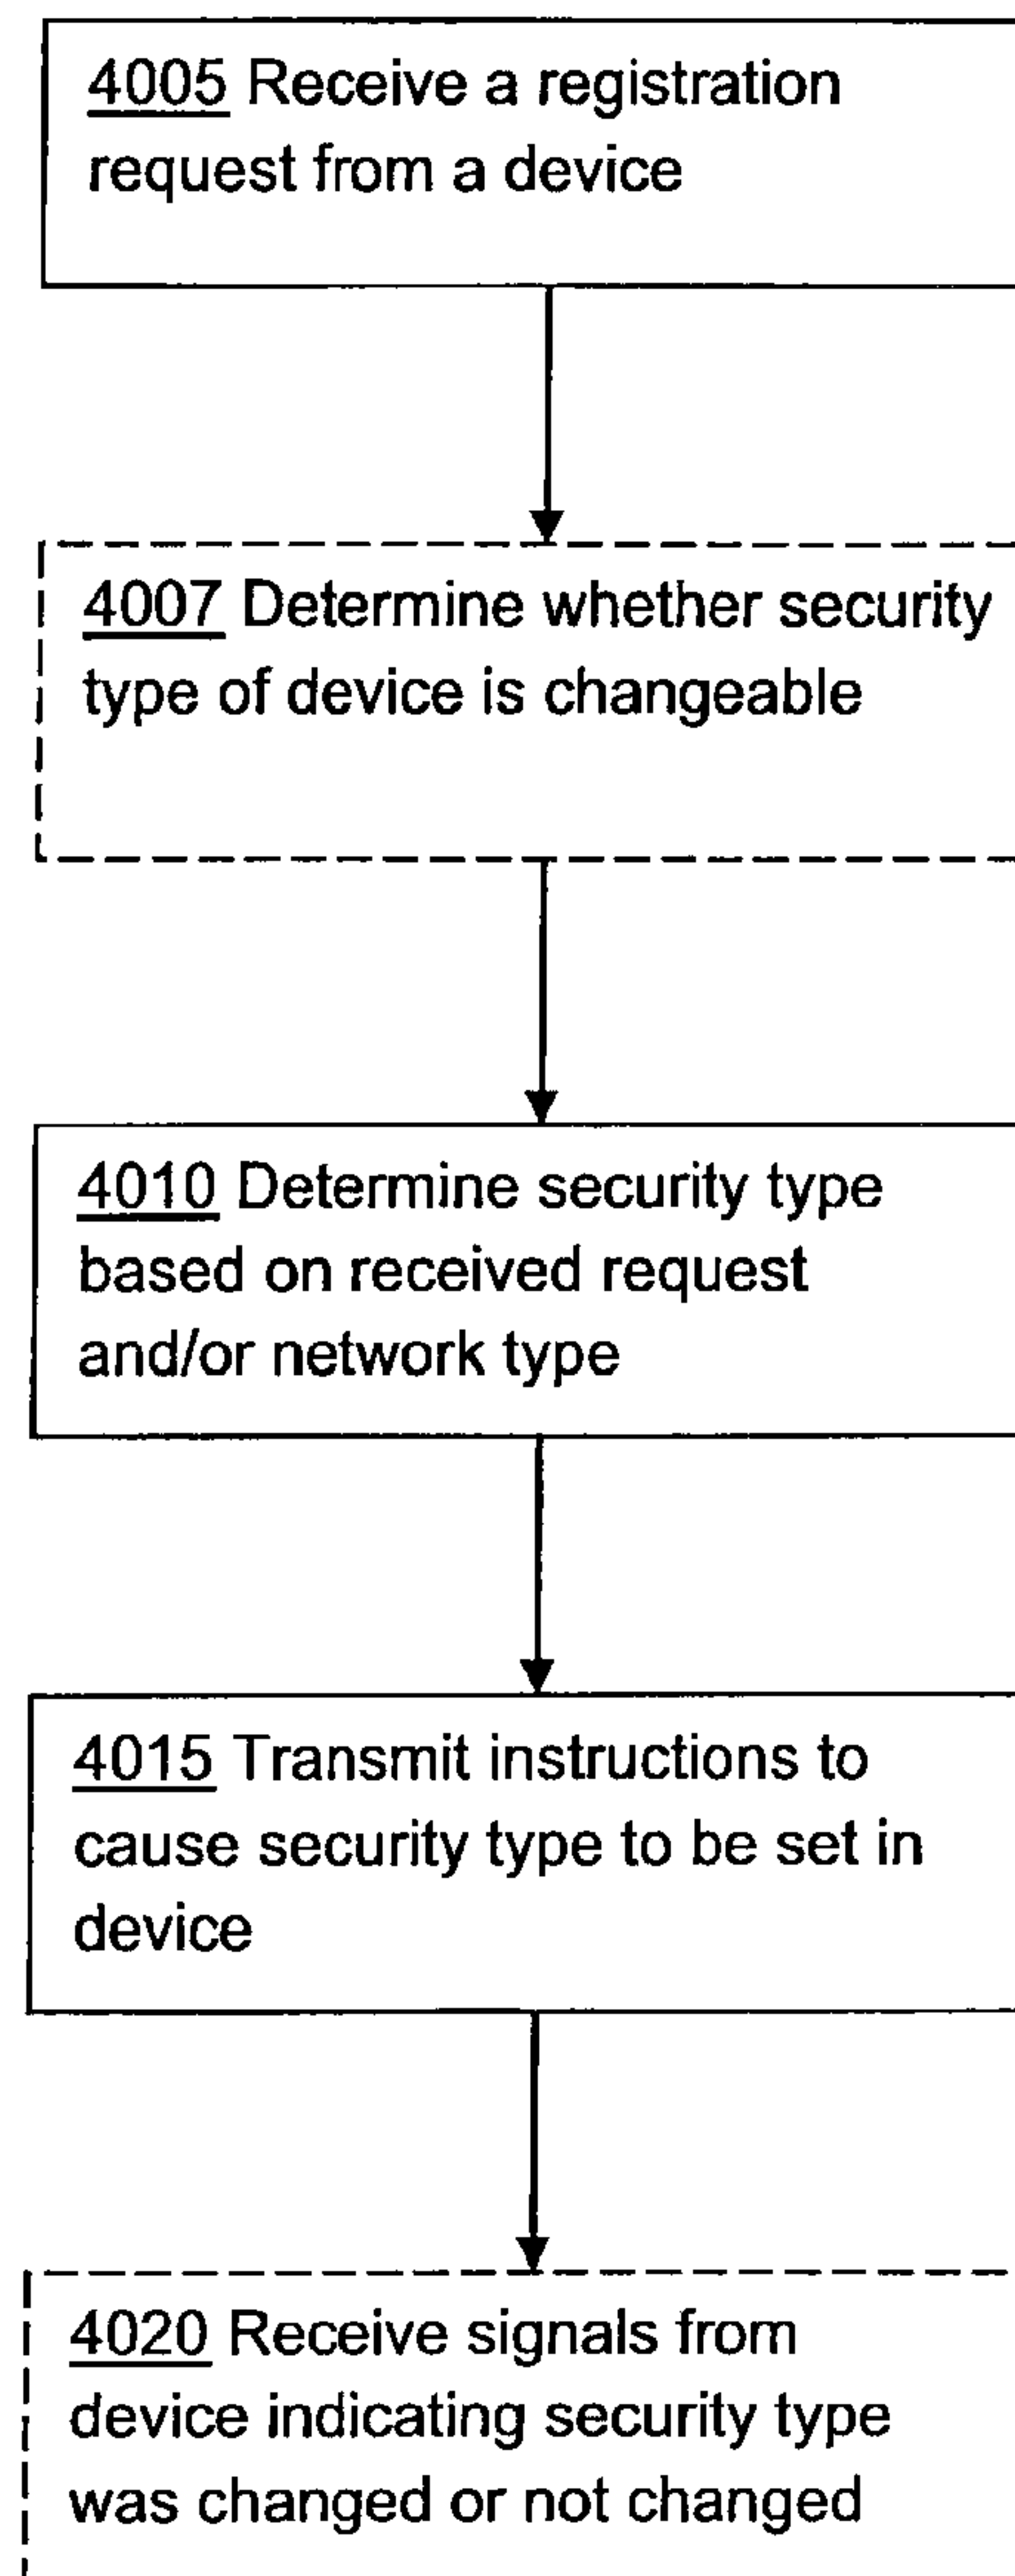 4005 Receive a registration
request from a device
4007 Determine whether security
type of device is changeable
4010 Determine security type
based on received request
and/or network type
4015 Transmit instructions to
cause security type to be set in
device
4020 Receive signals from
device indicating security type
was changed or not changed